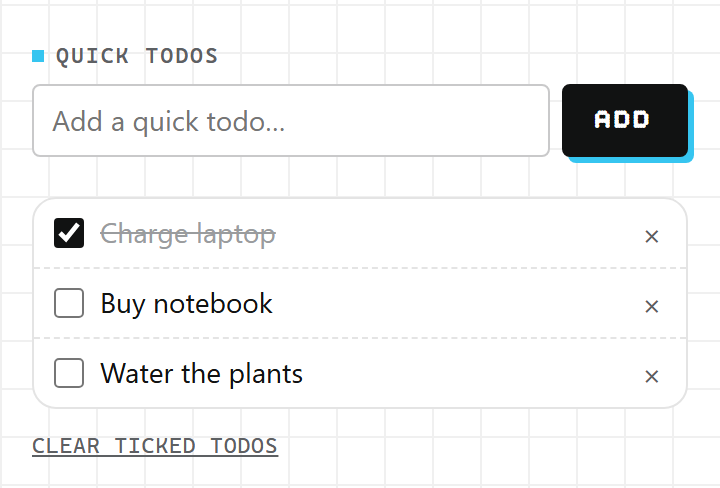 QUICK TODOS
Add a quick todo...
ADD
Charge laptop ×
Buy notebook ×
Water the plants ×
CLEAR TICKED TODOS